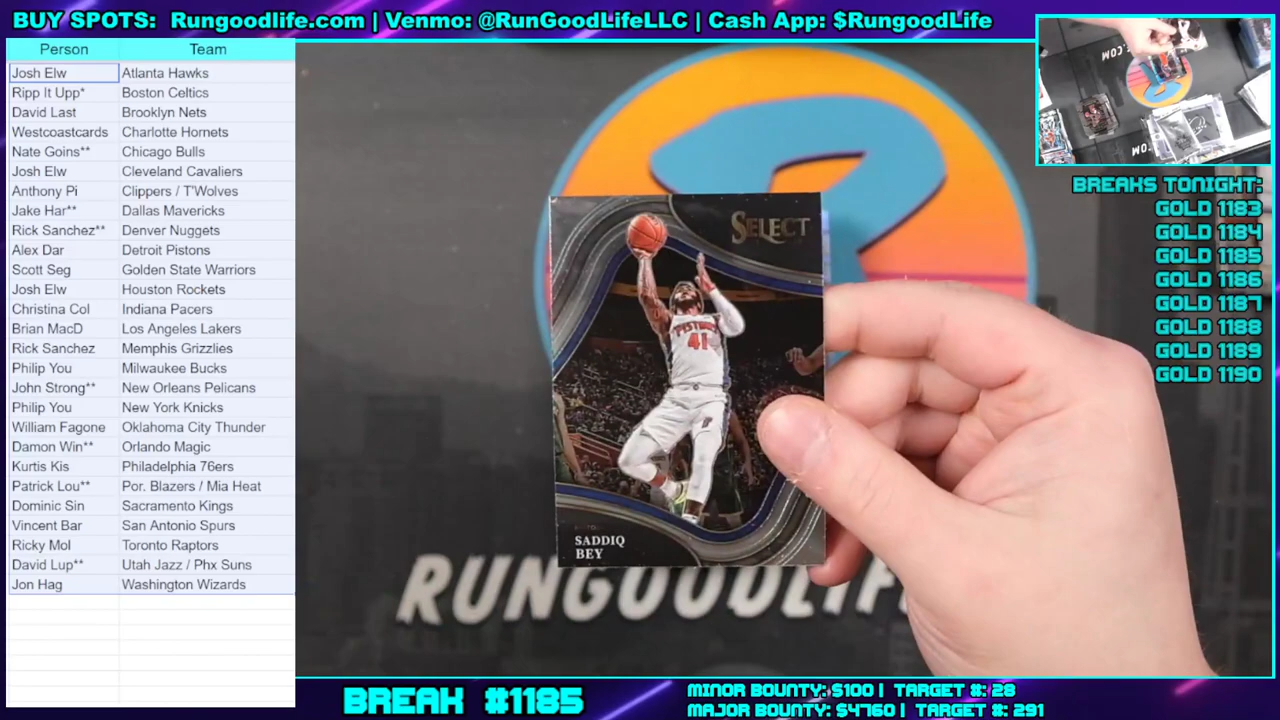 BUY SPOTS: Rungoodlife.com | Venmo: @RunGoodLifeLLC | Cash App: $RungoodLife
Person Team
Josh Elw Atlanta Hawks
Ripp It Upp* Boston Celtics
David Last Brooklyn Nets
Westcoastcards Charlotte Hornets
Nate Goins** Chicago Bulls
Josh Elw Cleveland Cavaliers
Anthony Pi Clippers / T'Wolves
Jake Har** Dallas Mavericks
Rick Sanchez** Denver Nuggets
Alex Dar Detroit Pistons
Scott Seg Golden State Warriors
Josh Elw Houston Rockets
Christina Col Indiana Pacers
Brian MacD Los Angeles Lakers
Rick Sanchez Memphis Grizzlies
Philip You Milwaukee Bucks
John Strong** New Orleans Pelicans
Philip You New York Knicks
William Fagone Oklahoma City Thunder
Damon Win** Orlando Magic
Kurtis Kis Philadelphia 76ers
Patrick Lou** Por. Blazers / Mia Heat
Dominic Sin Sacramento Kings
Vincent Bar San Antonio Spurs
Ricky Mol Toronto Raptors
David Lup** Utah Jazz / Phx Suns
Jon Hag Washington Wizards
SELECT
PISTONS
41
SADDIQ
BEY
RUNGOODLIFE
BREAKS TONIGHT:
GOLD 1183
GOLD 1184
GOLD 1185
GOLD 1186
GOLD 1187
GOLD 1188
GOLD 1189
GOLD 1190
BREAK #1185
MINOR BOUNTY: $100 | TARGET #: 28
MAJOR BOUNTY: $4760 | TARGET #: 291